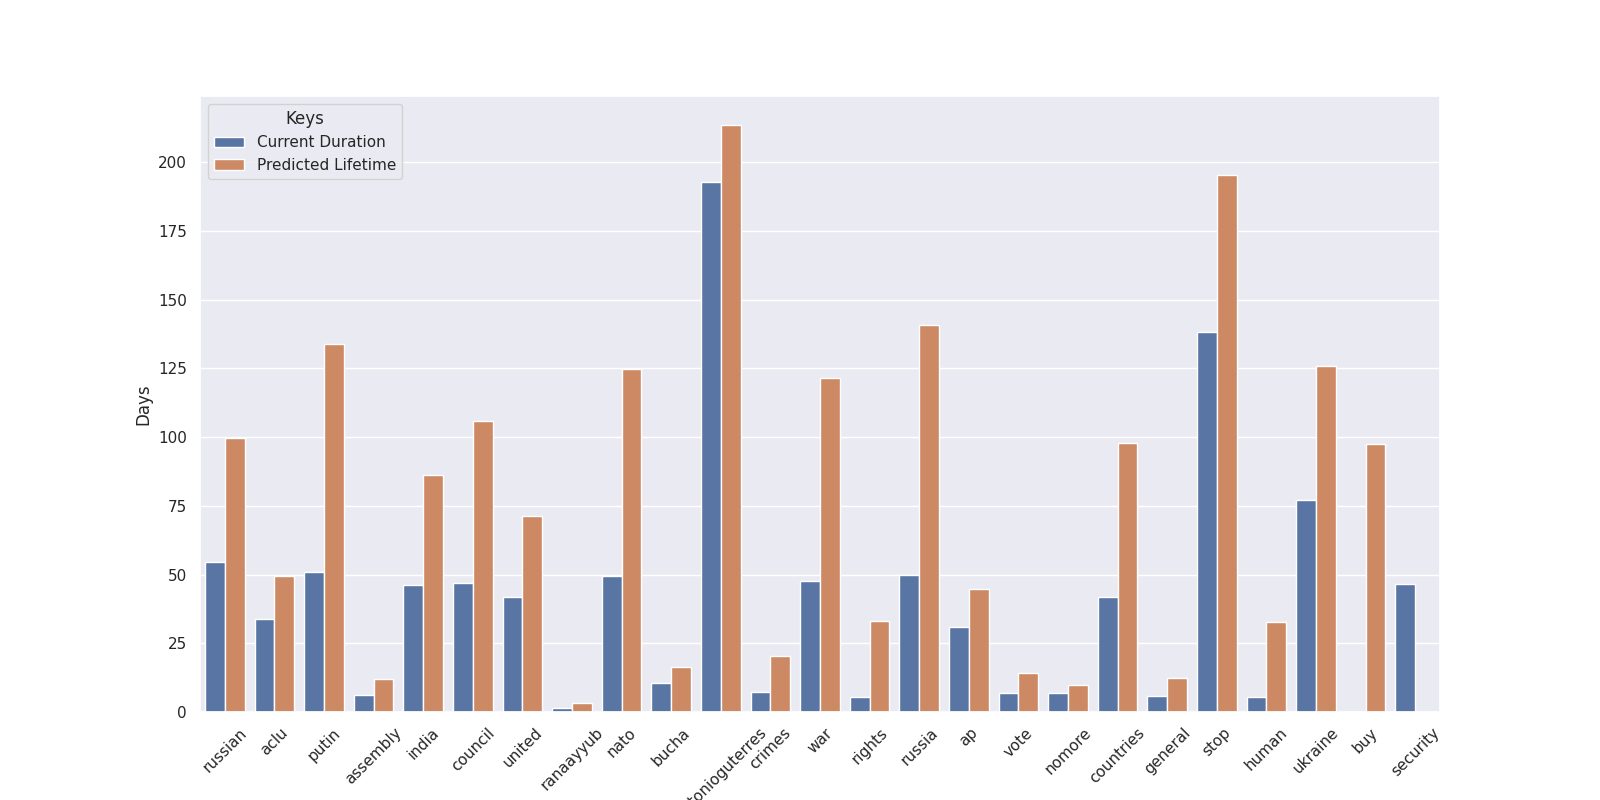 Keys
Current Duration
Predicted Lifetime
Days
200
175
150
125
100
75
50
25
0
russian
aclu
putin
assembly
india
council
united
ranaayyub
nato
bucha
tonioguterres
crimes
war
rights
russia
ap
vote
nomore
countries
general
stop
human
ukraine
buy
security